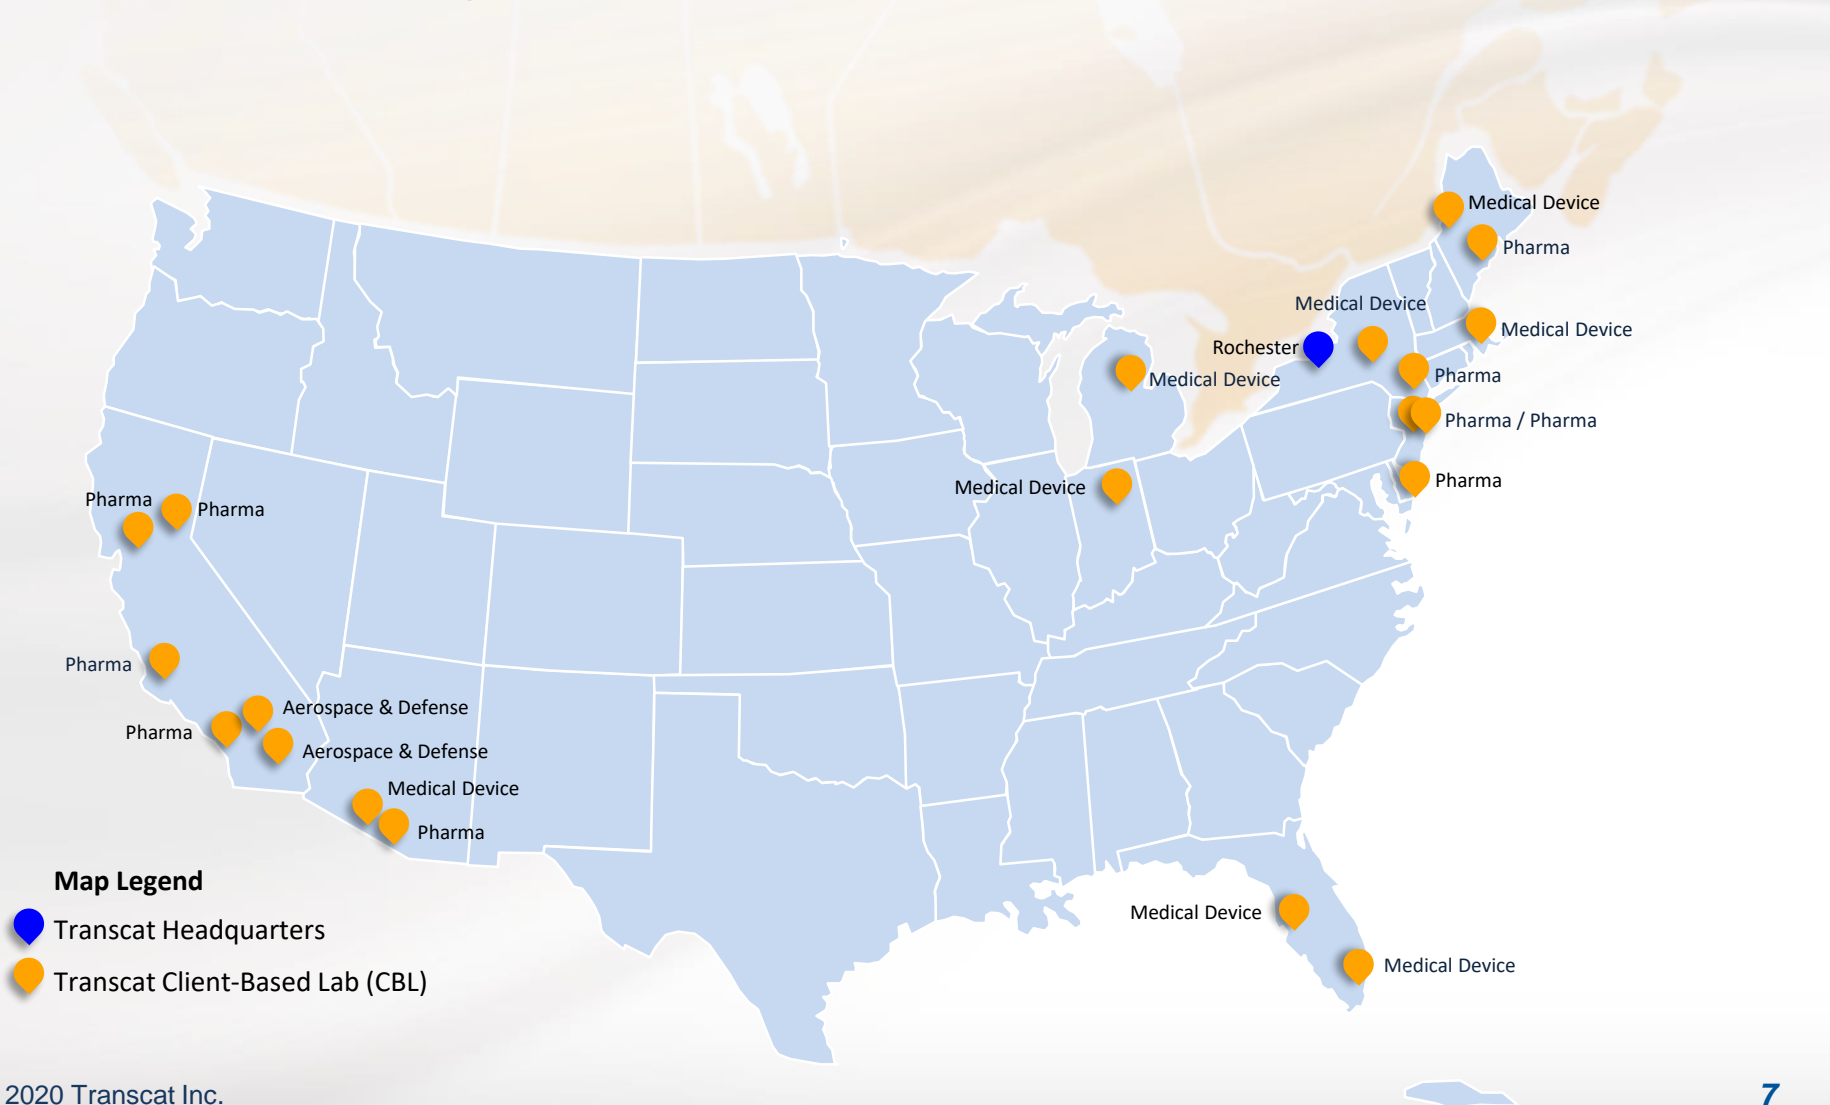 Medical Device
Pharma
Medical Device
Medical Device
Rochester
Pharma
Medical Device
Pharma / Pharma
Medical Device
Pharma
Pharma
Pharma
Pharma
Aerospace & Defense
Pharma
Aerospace & Defense
Medical Device
Pharma
Map Legend
Transcat Headquarters
Transcat Client-Based Lab (CBL)
Medical Device
Medical Device
2020 Transcat Inc.
7